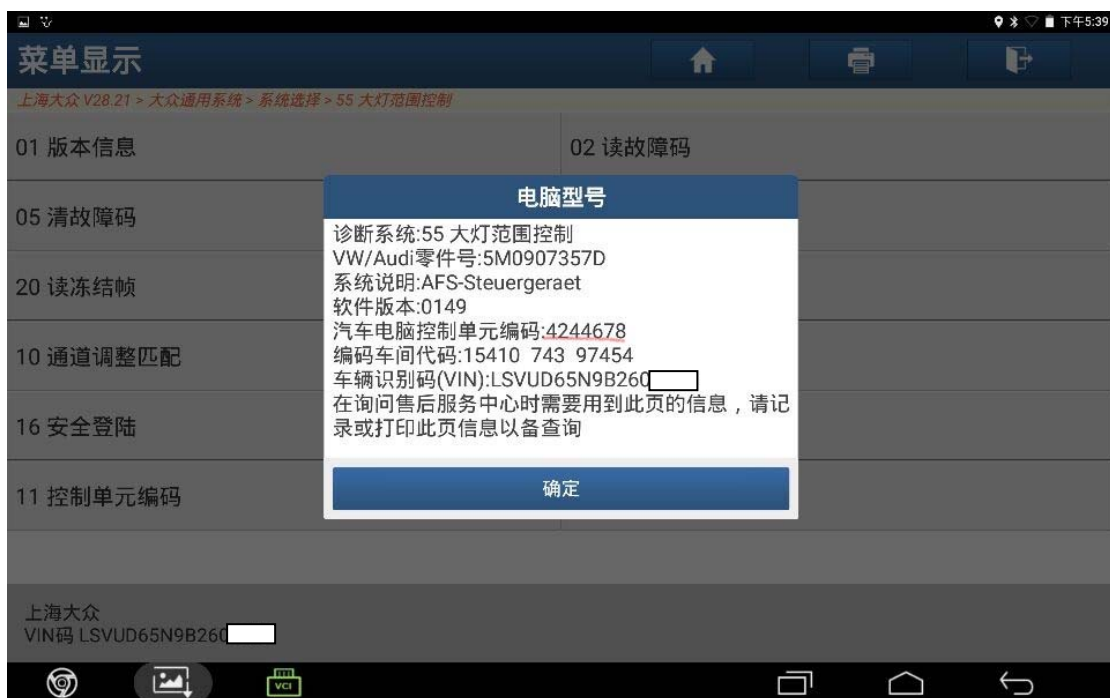 下午5:39
菜单显示
上海大众 V28.21 > 大众通用系统 > 系统选择 > 55 大灯范围控制
01 版本信息
02 读故障码
电脑型号
05 清故障码
诊断系统:55 大灯范围控制
VW/Audi零件号:5M0907357D
系统说明:AFS-Steuergeraet
软件版本:0149
汽车电脑控制单元编码:4244678
编码车间代码:15410 743 97454
车辆识别码(VIN):LSVUD65N9B260
在询问售后服务中心时需要用到此页的信息，请记
录或打印此页信息以备查询
20 读冻结帧
10 通道调整匹配
16 安全登陆
确定
11 控制单元编码
上海大众
VIN码 LSVUD65N9B260
VCI